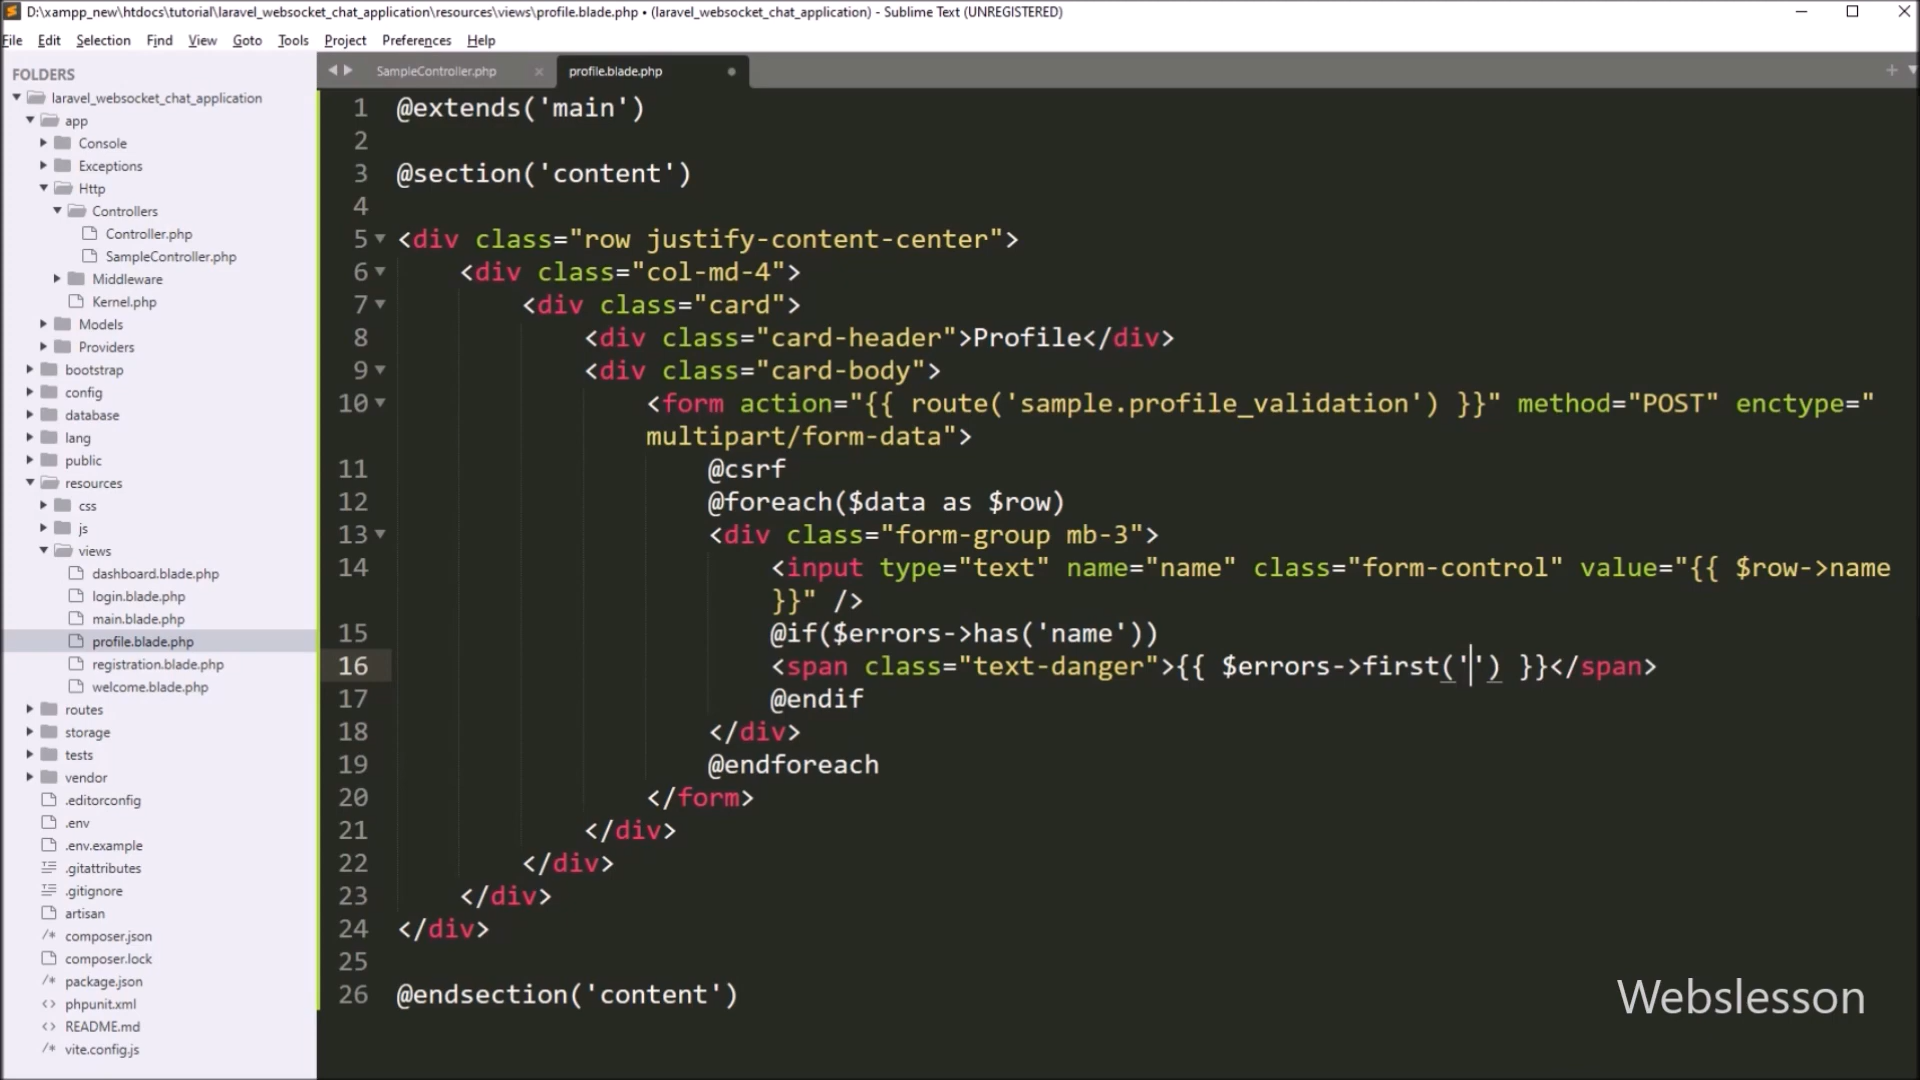 D:\xampp_new\htdocs\tutorial\laravel_websocket_chat_application\resources\views\profile.blade.php • (laravel_websocket_chat_application) - Sublime Text (UNREGISTERED)
File Edit Selection Find View Goto Tools Project Preferences Help
FOLDERS
laravel_websocket_chat_application
app
Console
Exceptions
Http
Controllers
Controller.php
SampleController.php
Middleware
Kernel.php
Models
Providers
bootstrap
config
database
lang
public
resources
css
js
views
dashboard.blade.php
login.blade.php
main.blade.php
profile.blade.php
registration.blade.php
welcome.blade.php
routes
storage
tests
vendor
.editorconfig
.env
.env.example
.gitattributes
.gitignore
artisan
/* composer.json
composer.lock
/* package.json
<> phpunit.xml
<> README.md
/* vite.config.js
SampleController.php × profile.blade.php
1 @extends('main')
2
3 @section('content')
4
5 <div class="row justify-content-center">
6 <div class="col-md-4">
7 <div class="card">
8 <div class="card-header">Profile</div>
9 <div class="card-body">
10 <form action="{{ route('sample.profile_validation') }}" method="POST" enctype="
multipart/form-data">
11 @csrf
12 @foreach($data as $row)
13 <div class="form-group mb-3">
14 <input type="text" name="name" class="form-control" value="{{ $row->name
}}" />
15 @if($errors->has('name'))
16 <span class="text-danger">{{ $errors->first('') }}</span>
17 @endif
18 </div>
19 @endforeach
20 </form>
21 </div>
22 </div>
23 </div>
24 </div>
25
26 @endsection('content')
Webslesson